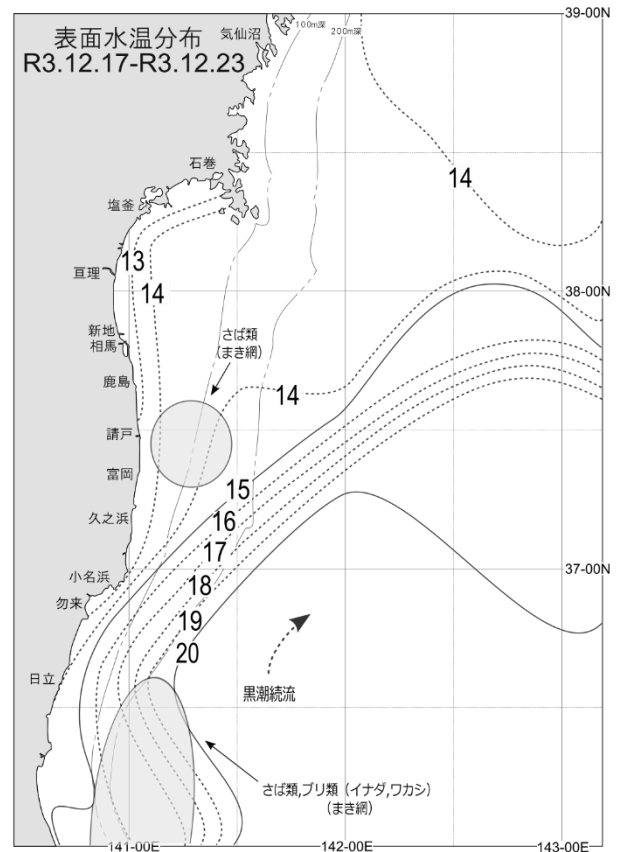 表面水温分布
R3.12.17-R3.12.23
気仙沼
100m深
200m深
39-00N
石巻
14
塩釜
13
亘理
14
38-00N
新地
相馬
さば類
(まき網)
鹿島
14
請戸
富岡
15
久之浜
16
17
37-00N
小名浜
18
勿来
19
20
日立
黒潮続流
さば類,ブリ類(イナダ,ワカシ)
(まき網)
141-00E
142-00E
143-00E